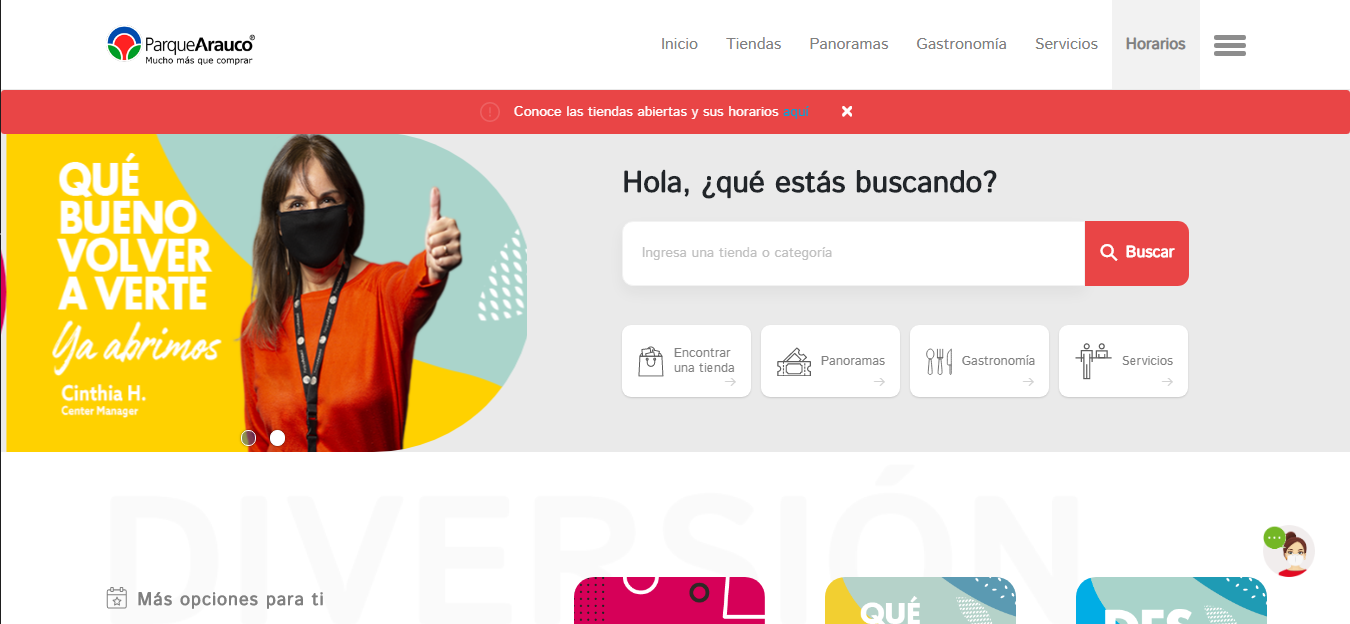 ParqueArauco®
Mucho más que comprar
Inicio Tiendas Panoramas Gastronomía Servicios Horarios
Conoce las tiendas abiertas y sus horarios aquí
QUÉ
BUENO
VOLVER
A VERTE
Ya abrimos
Cinthia H.
Center Manager
Hola, ¿qué estás buscando?
Ingresa una tienda o categoría
Buscar
Encontrar
una tienda
Panoramas
Gastronomía
Servicios
DIVERSIÓN
Más opciones para ti
QUÉ
DES